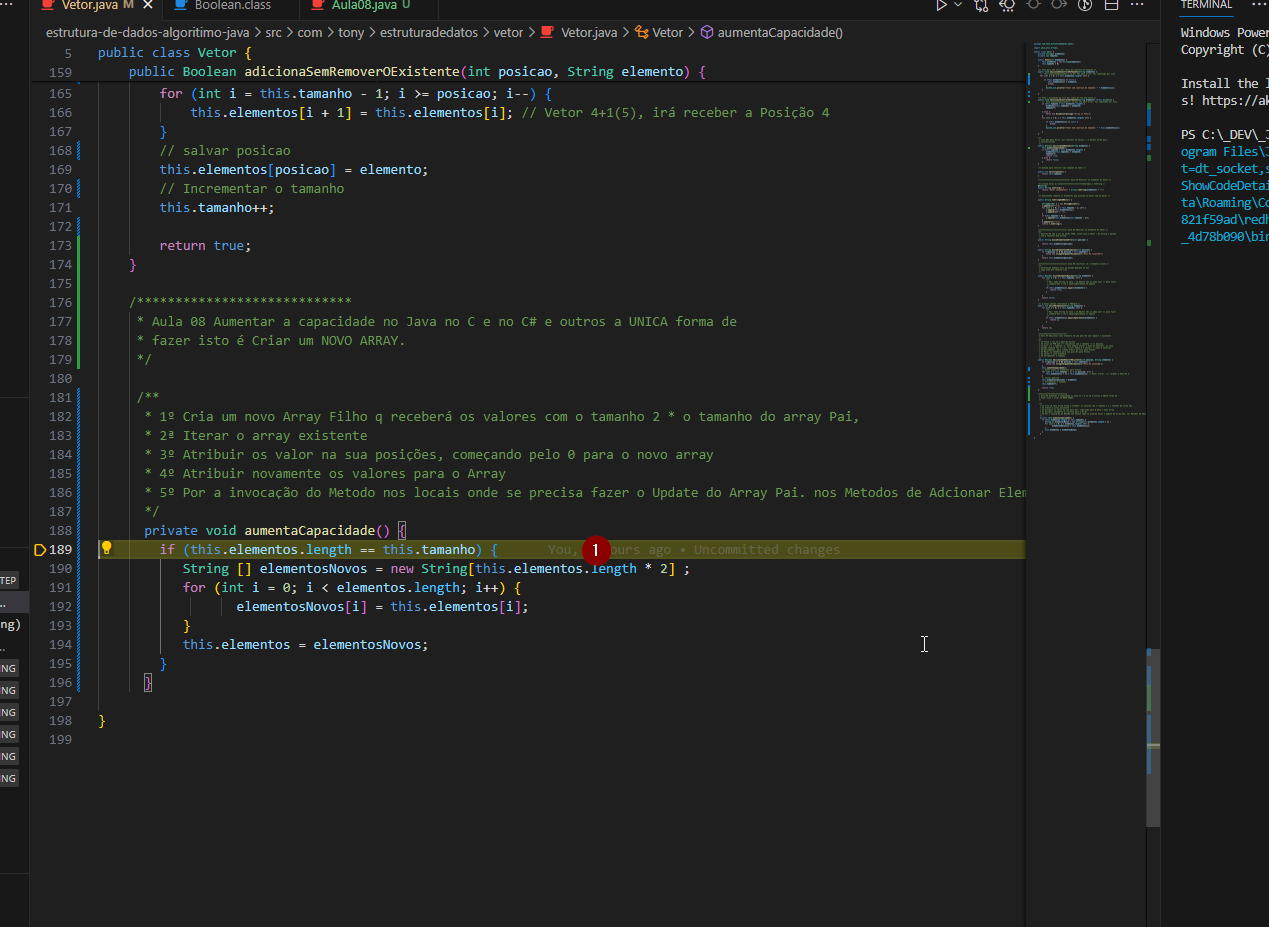 Vetor.java M
Boolean.class
Aula08.java U
TERMINAL
estrutura-de-dados-algoritimo-java > src > com > tony > estruturadedatos > vetor > Vetor.java > Vetor > aumentaCapacidade()
5 public class Vetor {
159 public Boolean adicionaSemRemoverOExistente(int posicao, String elemento) {
165 for (int i = this.tamanho - 1; i >= posicao; i--) {
166 this.elementos[i + 1] = this.elementos[i]; // Vetor 4+1(5), irá receber a Posição 4
167 }
168 // salvar posicao
169 this.elementos[posicao] = elemento;
170 // Incrementar o tamanho
171 this.tamanho++;
172
173 return true;
174 }
175
176 /****************************
177 * Aula 08 Aumentar a capacidade no Java no C e no C# e outros a UNICA forma de
178 * fazer isto é Criar um NOVO ARRAY.
179 */
180
181 /**
182 * 1º Cria um novo Array Filho q receberá os valores com o tamanho 2 * o tamanho do array Pai,
183 * 2ª Iterar o array existente
184 * 3º Atribuir os valor na sua posições, começando pelo 0 para o novo array
185 * 4º Atribuir novamente os valores para o Array
186 * 5º Por a invocação do Metodo nos locais onde se precisa fazer o Update do Array Pai. nos Metodos de Adcionar Elem
187 */
188 private void aumentaCapacidade() {
189 if (this.elementos.length == this.tamanho) { You, 1 ours ago • Uncommitted changes
190 String [] elementosNovos = new String[this.elementos.length * 2] ;
191 for (int i = 0; i < elementos.length; i++) {
192 elementosNovos[i] = this.elementos[i];
193 }
194 this.elementos = elementosNovos;
195 }
196 }
197
198 }
199
TEP
ng)
NG
NG
NG
NG
NG
NG
Windows Power
Copyright (C)
Install the l
s! https://ak
PS C:\_DEV\_J
ogram Files\J
t=dt_socket,s
ShowCodeDetai
ta\Roaming\Co
821f59ad\redh
_4d78b090\bin